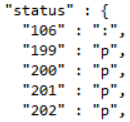 "status" : {
"106" : ":",
"199" : "p",
"200" : "p",
"201" : "p",
"202" : "p",